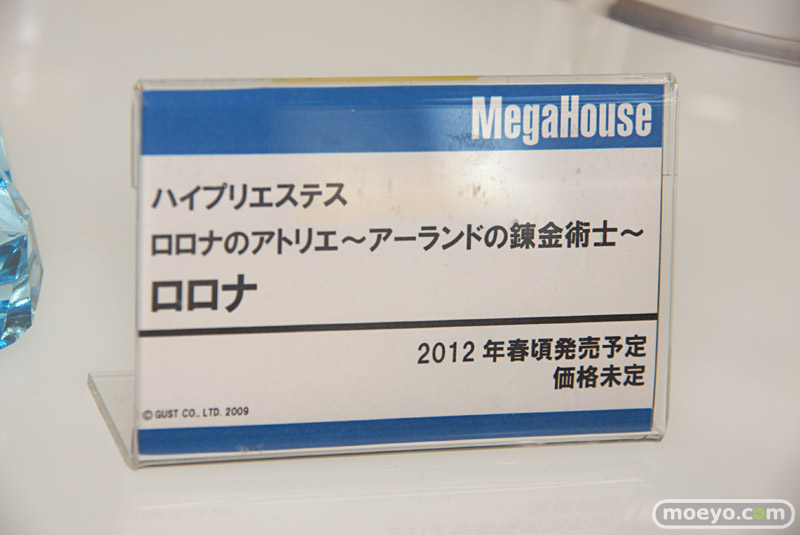 MegaHouse
ハイプリエステス
ロロナのアトリエ～アーランドの錬金術士～
ロロナ
2012 年春頃発売予定
価格未定
© GUST CO., LTD. 2009
moeyo.com